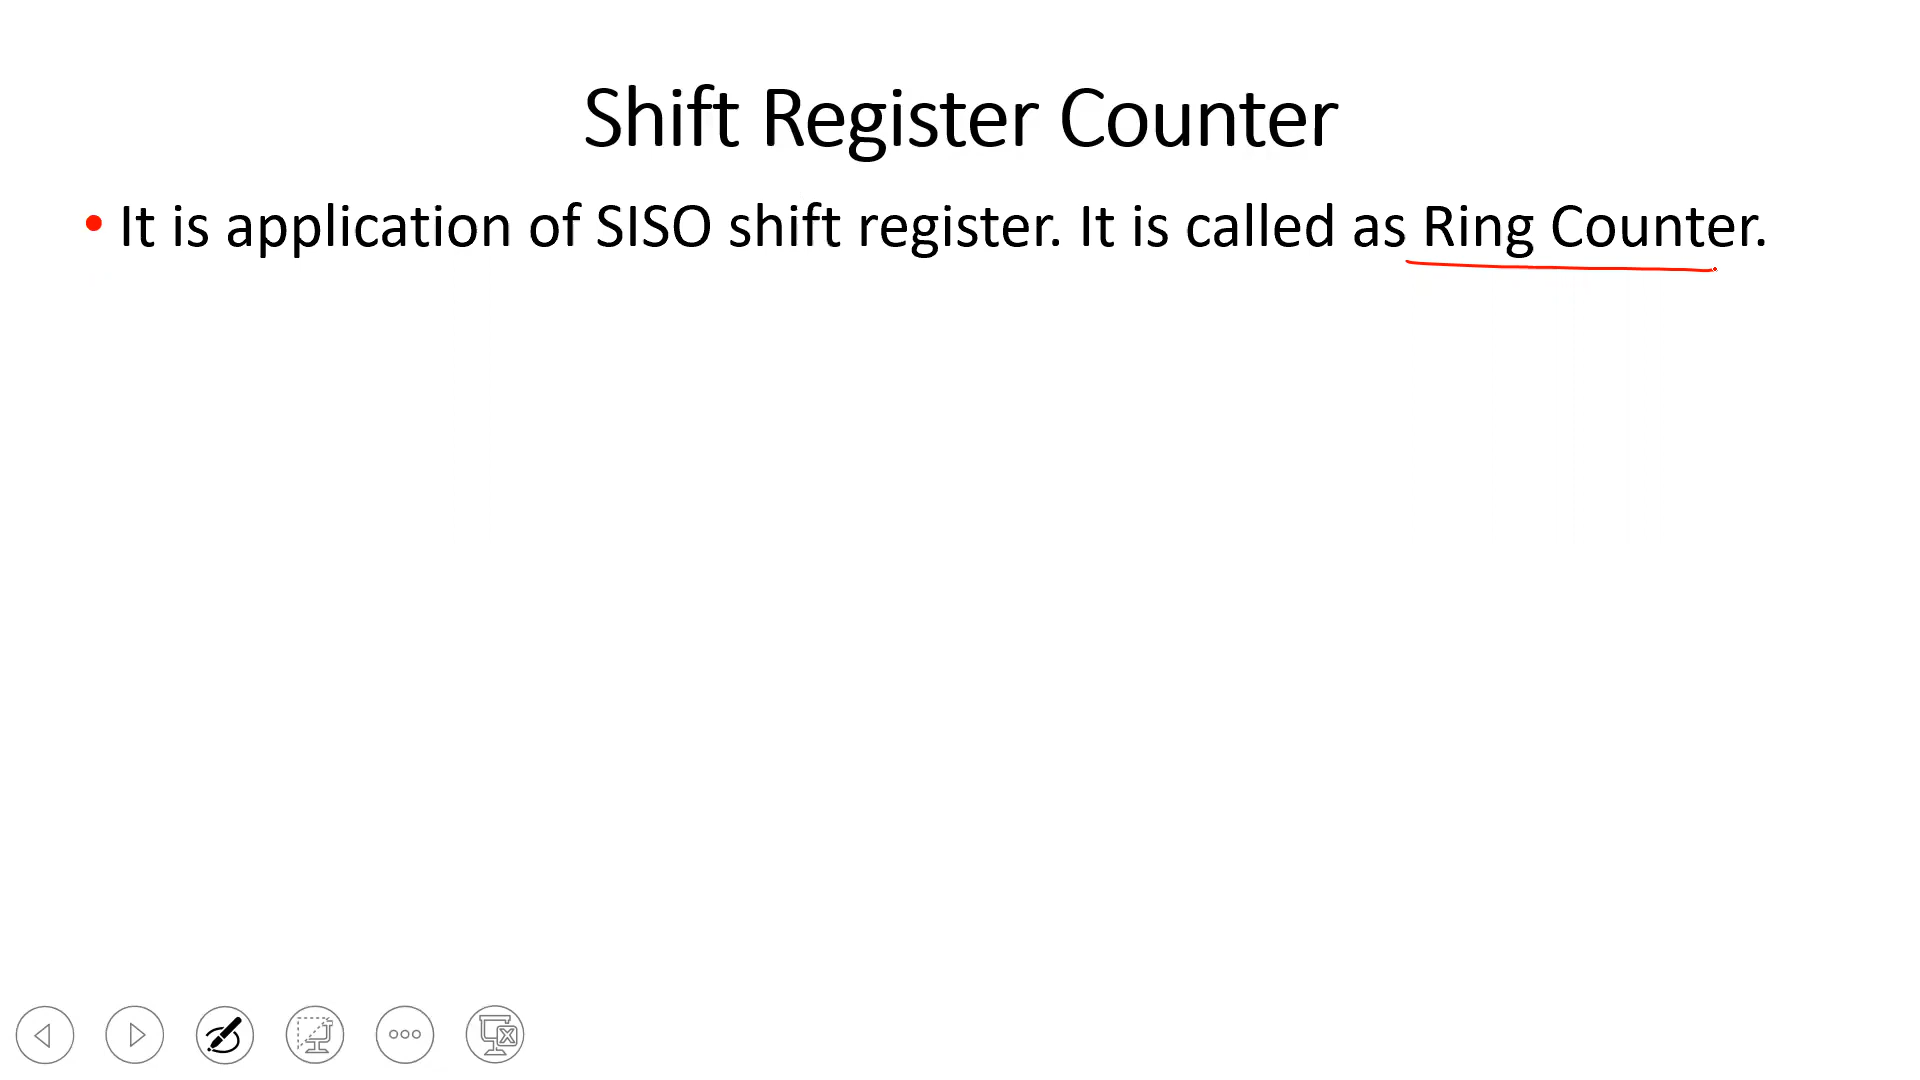 Shift Register Counter
• It is application of SISO shift register. It is called as Ring Counter.